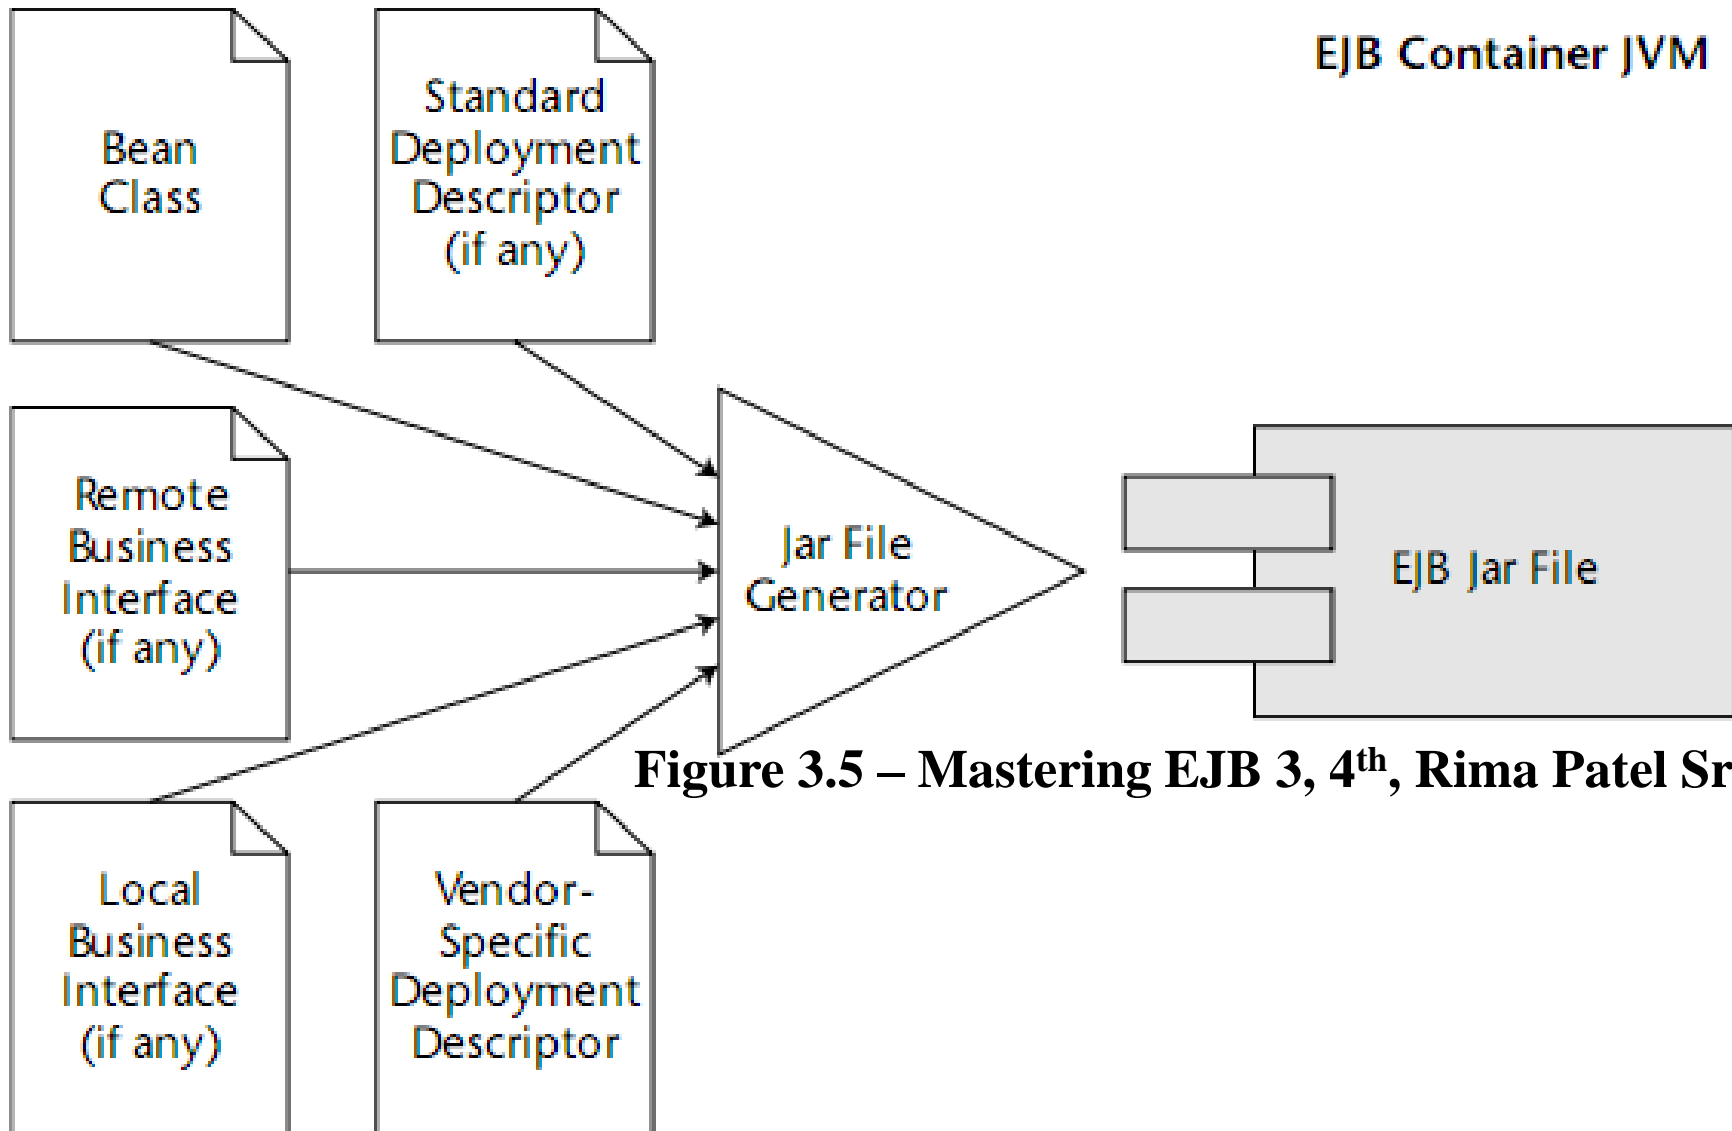 EJB Container JVM
Bean
Class
Standard
Deployment
Descriptor
(if any)
Remote
Business
Interface
(if any)
Jar File
Generator
EJB Jar File
Figure 3.5 – Mastering EJB 3, 4th, Rima Patel Sr
Local
Business
Interface
(if any)
Vendor-
Specific
Deployment
Descriptor